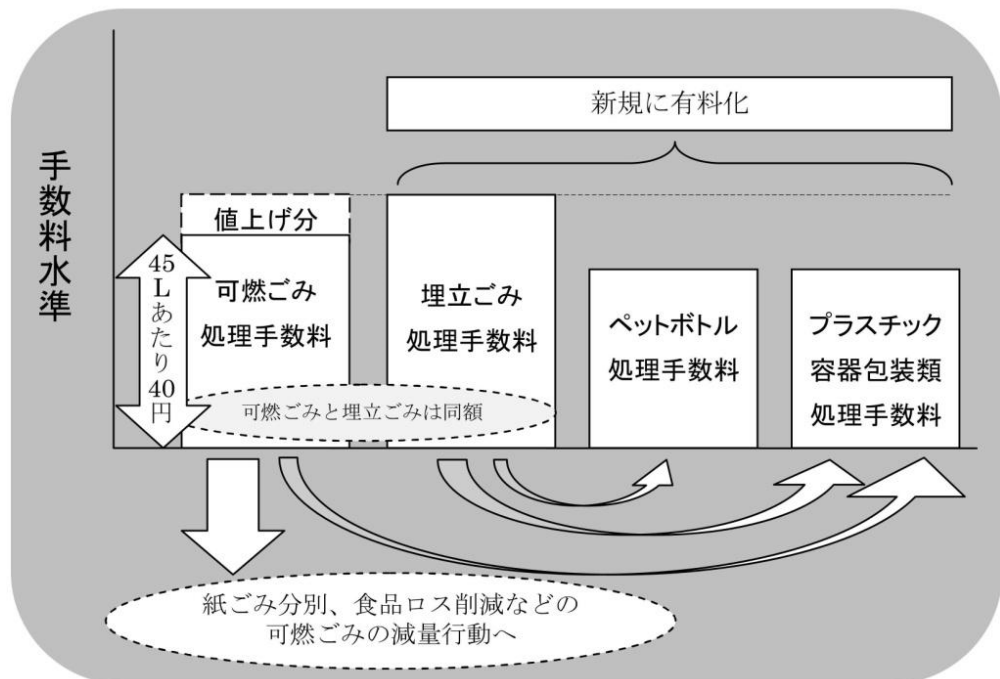 新規に有料化
手数料水準
値上げ分
45Lあたり40円
可燃ごみ
処理手数料
埋立ごみ
処理手数料
ペットボトル
処理手数料
プラスチック
容器包装類
処理手数料
可燃ごみと埋立ごみは同額
紙ごみ分別、食品ロス削減などの
可燃ごみの減量行動へ